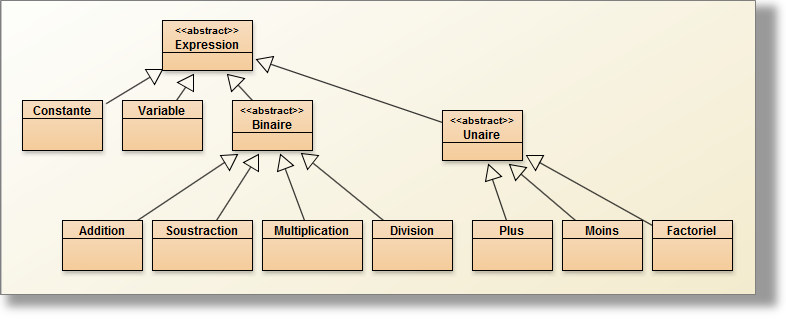 <<abstract>>
Expression
Constante
Variable
<<abstract>>
Binaire
<<abstract>>
Unaire
Addition
Soustraction
Multiplication
Division
Plus
Moins
Factoriel